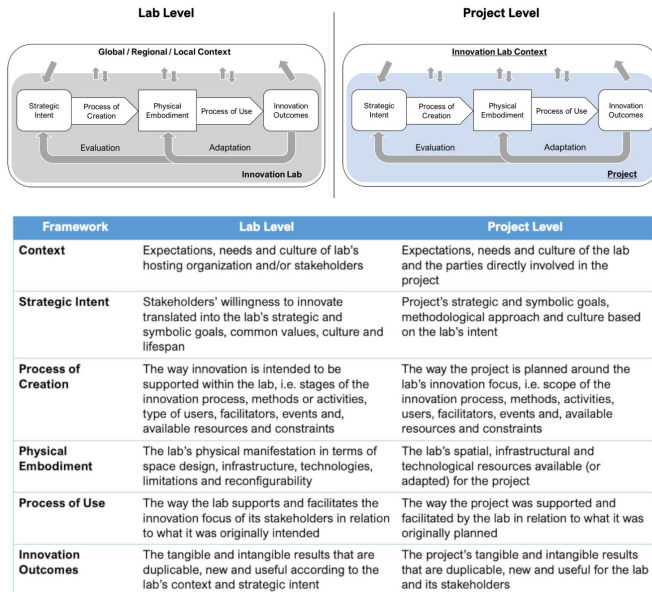 Lab Level
Project Level
Global / Regional / Local Context
Strategic
Intent
Process of
Creation
Physical
Embodiment
Process of Use
Innovation
Outcomes
Evaluation
Adaptation
Innovation Lab
Innovation Lab Context
Strategic
Intent
Process of
Creation
Physical
Embodiment
Process of Use
Innovation
Outcomes
Evaluation
Adaptation
Project
Framework
Lab Level
Project Level
Context
Expectations, needs and culture of lab's
hosting organization and/or stakeholders
Expectations, needs and culture of the lab
and the parties directly involved in the
project
Strategic Intent
Stakeholders' willingness to innovate
translated into the lab's strategic and
symbolic goals, common values, culture and
lifespan
Project's strategic and symbolic goals,
methodological approach and culture based
on the lab's intent
Process of
Creation
The way innovation is intended to be
supported within the lab, i.e. stages of the
innovation process, methods or activities,
type of users, facilitators, events and,
available resources and constraints
The way the project is planned around the
lab's innovation focus, i.e. scope of the
innovation process, methods, activities,
users, facilitators, events and, available
resources and constraints
Physical
Embodiment
The lab's physical manifestation in terms of
space design, infrastructure, technologies,
limitations and reconfigurability
The lab's spatial, infrastructural and
technological resources available (or
adapted) for the project
Process of Use
The way the lab supports and facilitates the
innovation focus of its stakeholders in relation
to what it was originally intended
The way the project was supported and
facilitated by the lab in relation to what it was
originally planned
Innovation
Outcomes
The tangible and intangible results that are
duplicable, new and useful according to the
lab's context and strategic intent
The project's tangible and intangible results
that are duplicable, new and useful for the lab
and its stakeholders